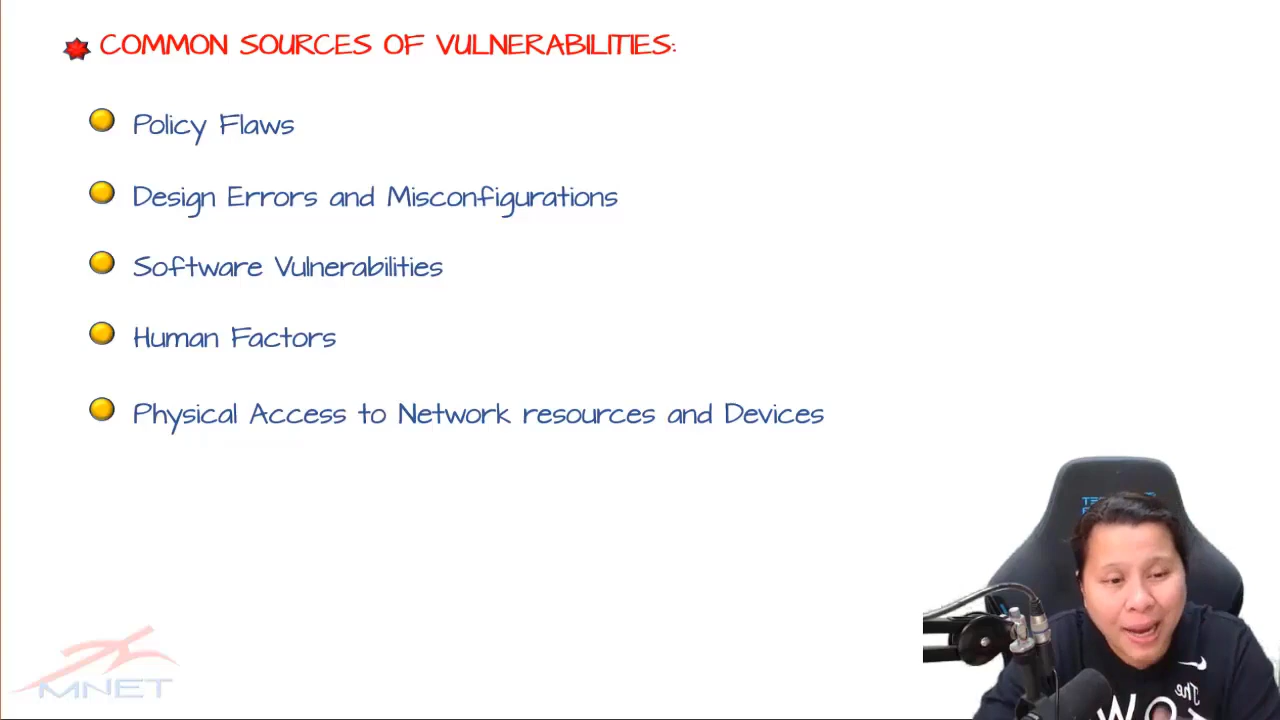 COMMON SOURCES OF VULNERABILITIES:
Policy Flaws
Design Errors and Misconfigurations
Software Vulnerabilities
Human Factors
Physical Access to Network resources and Devices
MNET
The